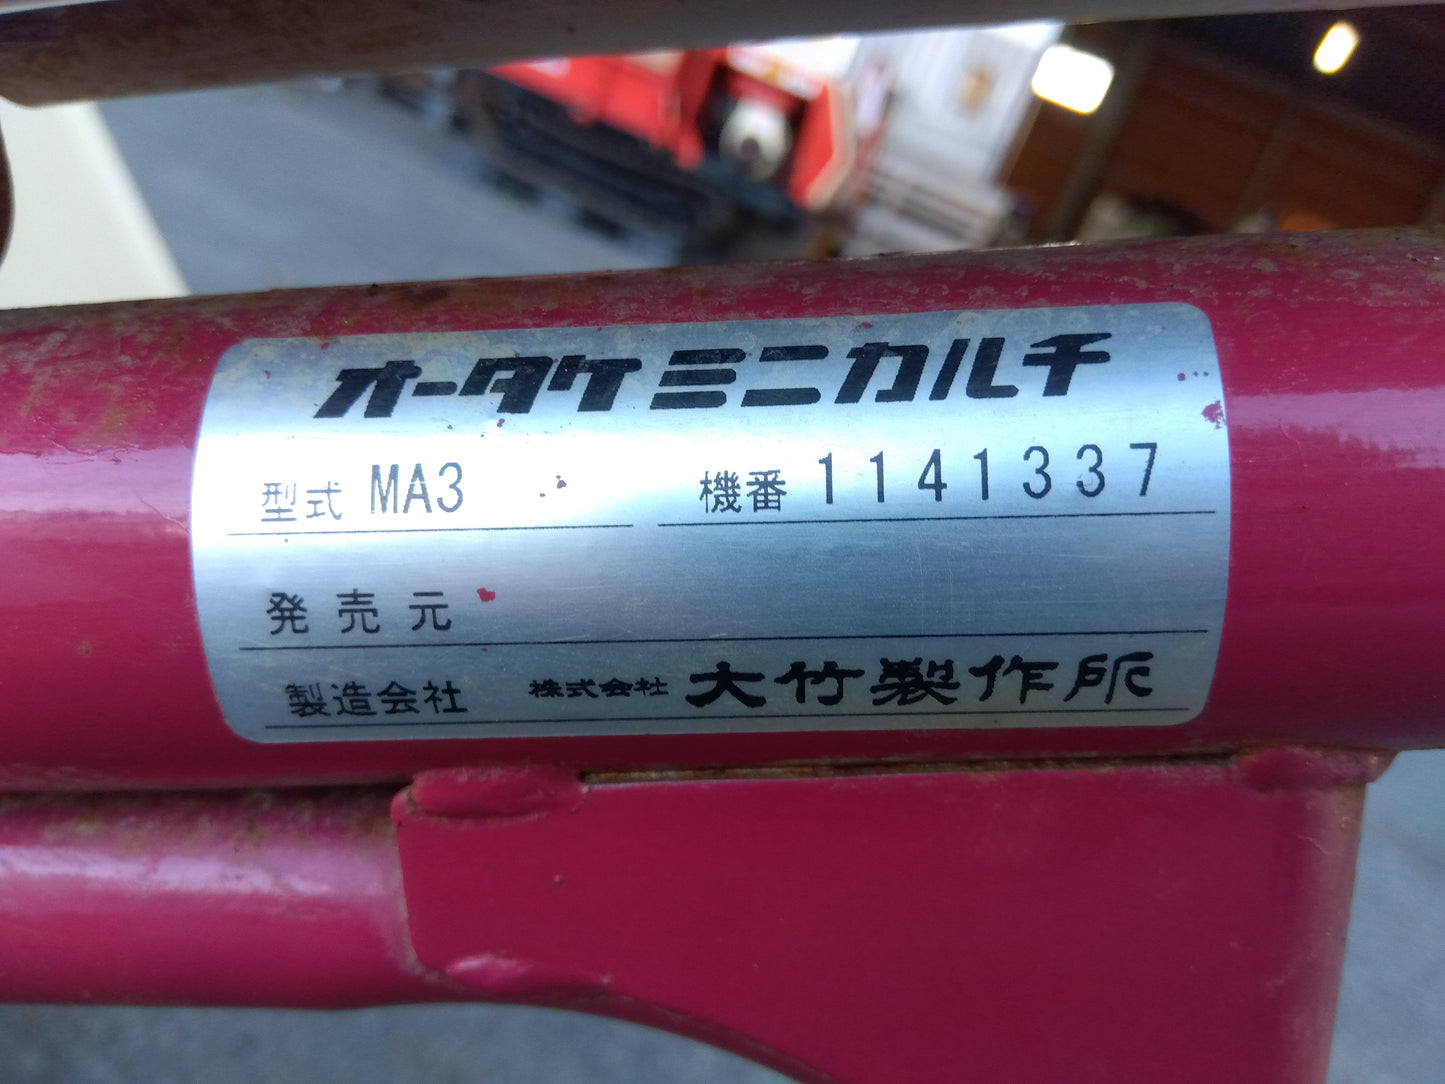 オータケ ミニカルチ
型式 MA3 機番 1141337
発売元
製造会社 株式会社 大竹製作所